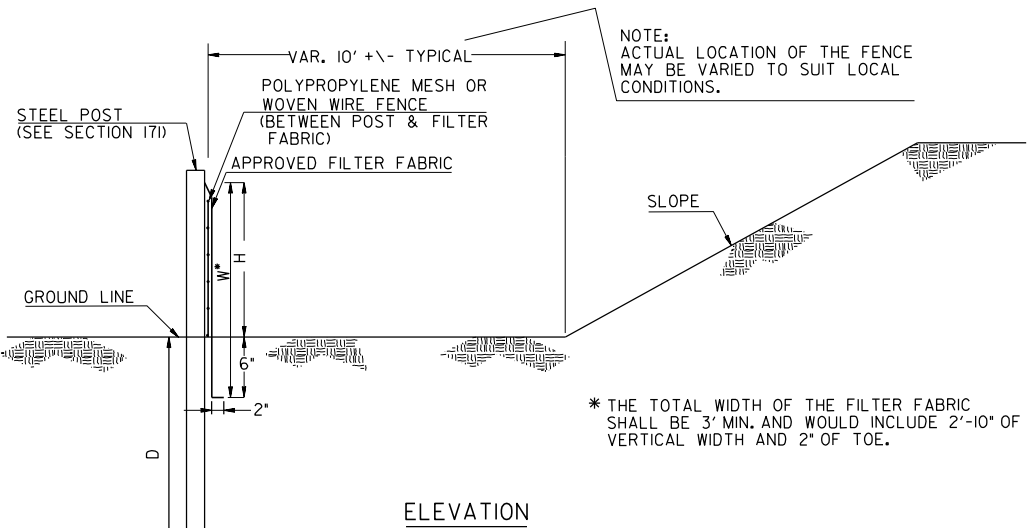 VAR. 10' +\- TYPICAL
NOTE:
ACTUAL LOCATION OF THE FENCE
MAY BE VARIED TO SUIT LOCAL
CONDITIONS.
POLYPROPYLENE MESH OR
WOVEN WIRE FENCE
(BETWEEN POST & FILTER
FABRIC)
STEEL POST
(SEE SECTION 171)
APPROVED FILTER FABRIC
SLOPE
W*
H
GROUND LINE
6"
2"
D
* THE TOTAL WIDTH OF THE FILTER FABRIC
SHALL BE 3' MIN. AND WOULD INCLUDE 2'-10" OF
VERTICAL WIDTH AND 2" OF TOE.
ELEVATION